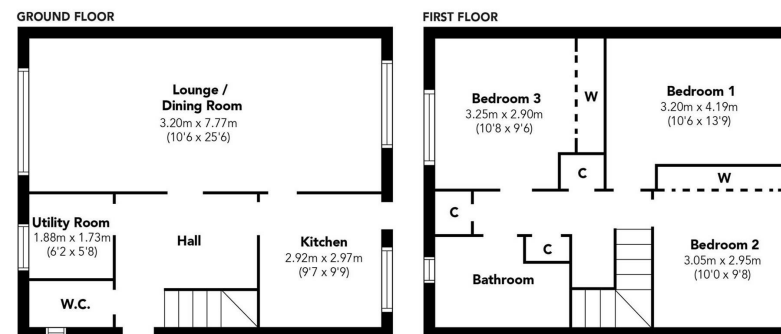 GROUND FLOOR
Lounge /
Dining Room
3.20m x 7.77m
(10'6 x 25'6)
Utility Room
1.88m x 1.73m
(6'2 x 5'8)
Hall
Kitchen
2.92m x 2.97m
(9'7 x 9'9)
W.C.
FIRST FLOOR
Bedroom 3
3.25m x 2.90m
(10'8 x 9'6)
W
Bedroom 1
3.20m x 4.19m
(10'6 x 13'9)
C
W
C
C
Bathroom
Bedroom 2
3.05m x 2.95m
(10'0 x 9'8)